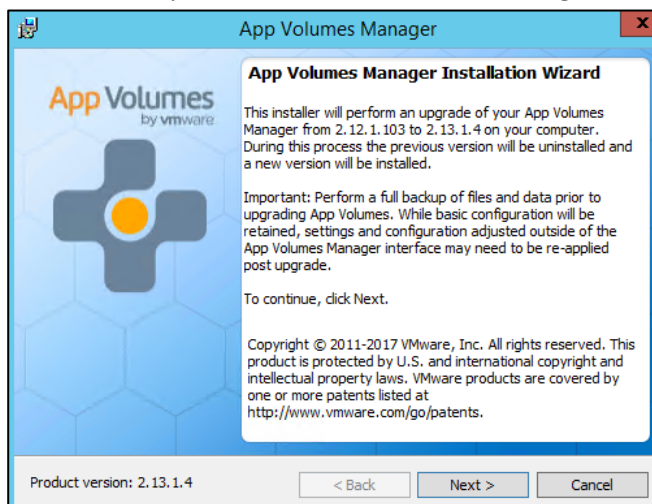 App Volumes Manager
x
App Volumes
by vmware
App Volumes Manager Installation Wizard
This installer will perform an upgrade of your App Volumes
Manager from 2.12.1.103 to 2.13.1.4 on your computer.
During this process the previous version will be uninstalled and
a new version will be installed.
Important: Perform a full backup of files and data prior to
upgrading App Volumes. While basic configuration will be
retained, settings and configuration adjusted outside of the
App Volumes Manager interface may need to be re-applied
post upgrade.
To continue, click Next.
Copyright © 2011-2017 VMware, Inc. All rights reserved. This
product is protected by U.S. and international copyright and
intellectual property laws. VMware products are covered by
one or more patents listed at
http://www.vmware.com/go/patents.
Product version: 2.13.1.4
< Back
Next >
Cancel